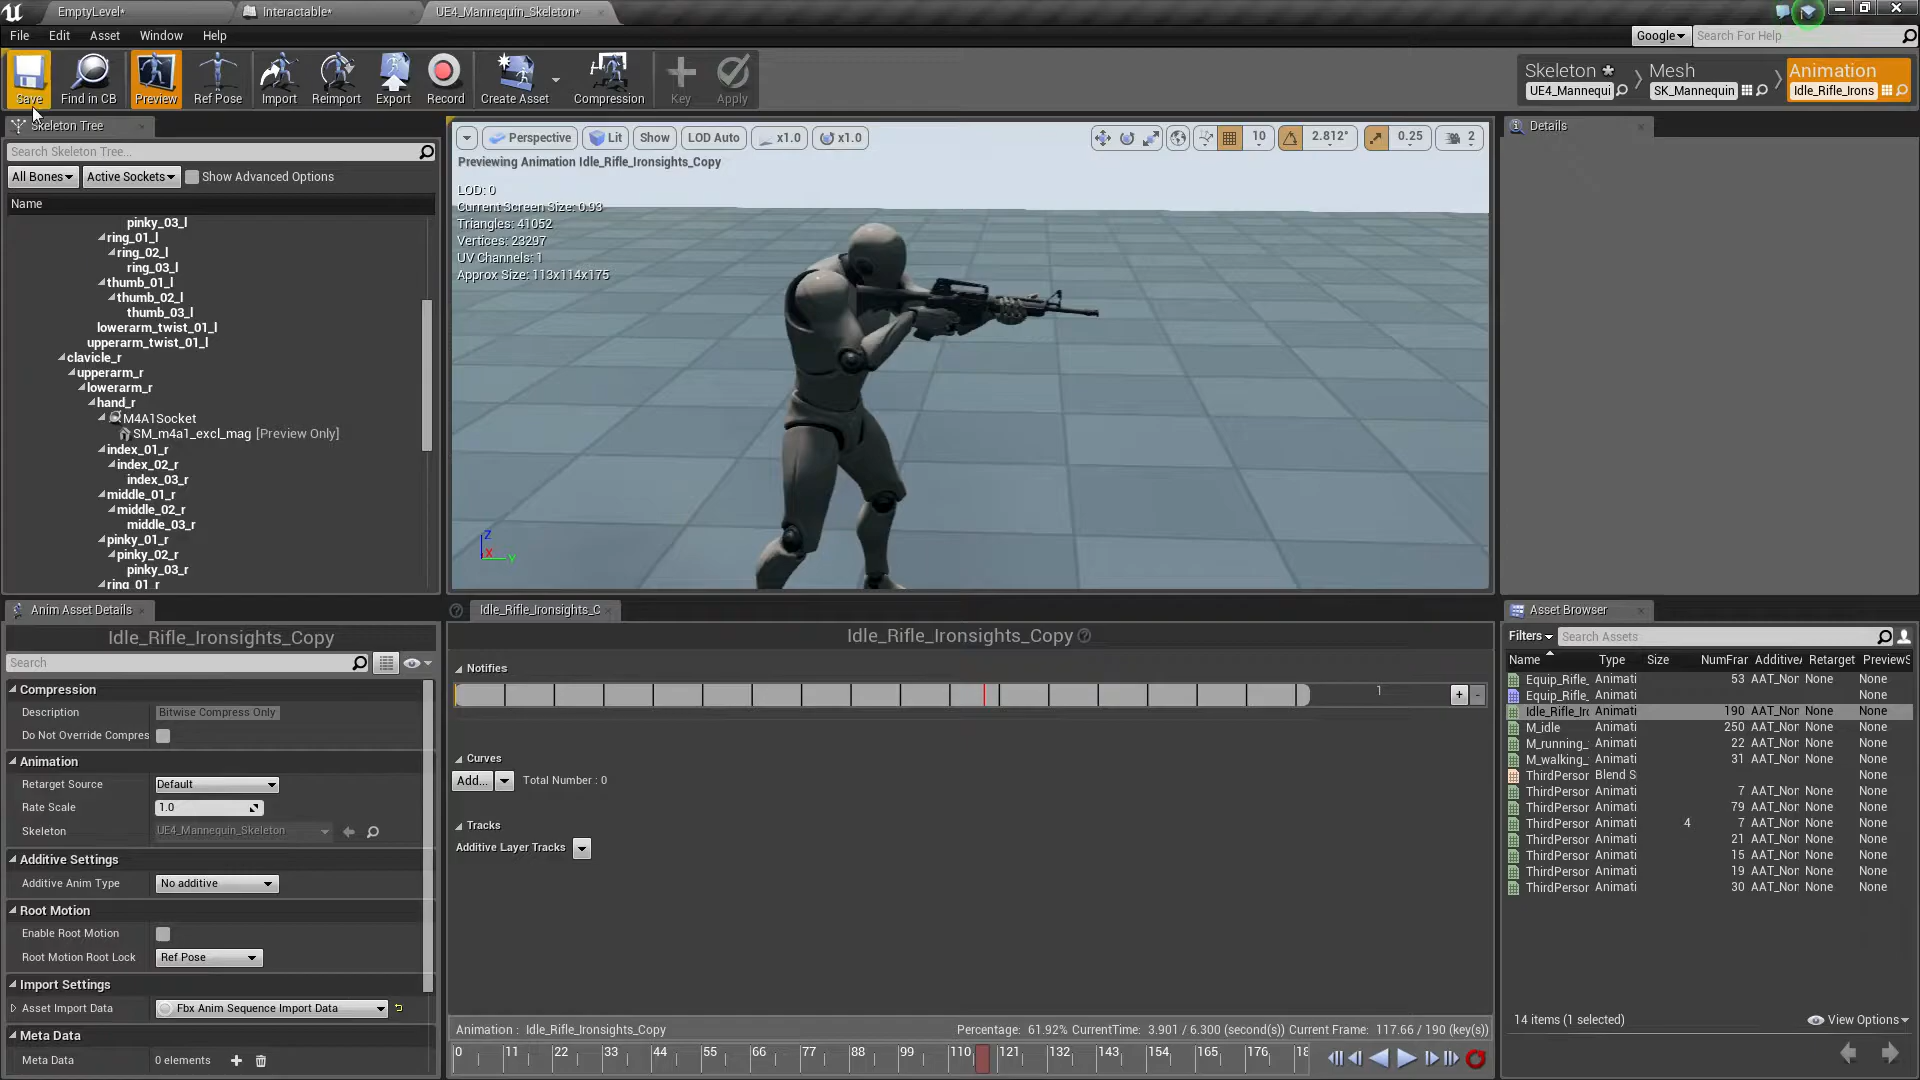 EmptyLevel*
Interactable*
UE4_Mannequin_Skeleton*
File Edit Asset Window Help
Google
Search For Help
Save
Find in CB
Preview
Ref Pose
Import
Reimport
Export
Record
Create Asset
Compression
Key
Apply
Skeleton *
UE4_Mannequi
Mesh
SK_Mannequin
Animation
Idle_Rifle_Irons
Skeleton Tree
Search Skeleton Tree...
All Bones
Active Sockets
Show Advanced Options
Name
pinky_03_l
ring_01_l
ring_02_l
ring_03_l
thumb_01_l
thumb_02_l
thumb_03_l
lowerarm_twist_01_l
upperarm_twist_01_l
clavicle_r
upperarm_r
lowerarm_r
hand_r
M4A1Socket
SM_m4a1_excl_mag [Preview Only]
index_01_r
index_02_r
index_03_r
middle_01_r
middle_02_r
middle_03_r
pinky_01_r
pinky_02_r
pinky_03_r
ring_01_r
Perspective
Lit
Show
LOD Auto
x1.0
x1.0
10
2.812°
0.25
2
Previewing Animation Idle_Rifle_Ironsights_Copy
LOD: 0
Current Screen Size: 0.93
Triangles: 41052
Vertices: 23297
UV Channels: 1
Approx Size: 113x114x175
Z
X
Y
Details
Anim Asset Details
Idle_Rifle_Ironsights_Copy
Search
Compression
Description Bitwise Compress Only
Do Not Override Compres
Animation
Retarget Source Default
Rate Scale 1.0
Skeleton UE4_Mannequin_Skeleton
Additive Settings
Additive Anim Type No additive
Root Motion
Enable Root Motion
Root Motion Root Lock Ref Pose
Import Settings
Asset Import Data Fbx Anim Sequence Import Data
Meta Data
Meta Data 0 elements
Idle_Rifle_Ironsights_C
Idle_Rifle_Ironsights_Copy
Notifies
1
+
-
Curves
Add...
Total Number : 0
Tracks
Additive Layer Tracks
Animation : Idle_Rifle_Ironsights_Copy
Percentage: 61.92% CurrentTime: 3.901 / 6.300 (second(s)) Current Frame: 117.66 / 190 (key(s))
0 11 22 33 44 55 66 77 88 99 110 121 132 143 154 165 176 18
Asset Browser
Filters
Search Assets
Name Type Size NumFrar AdditiveA Retarget PreviewS
Equip_Rifle_ Animati 53 AAT_Nor None None
Equip_Rifle_ Animati None
Idle_Rifle_Irc Animati 190 AAT_Nor None None
M_idle Animati 250 AAT_Nor None None
M_running_ Animati 22 AAT_Nor None None
M_walking_ Animati 31 AAT_Nor None None
ThirdPerson Blend S None
ThirdPerson Animati 7 AAT_Nor None None
ThirdPerson Animati 79 AAT_Nor None None
ThirdPerson Animati 4 7 AAT_Nor None None
ThirdPerson Animati 21 AAT_Nor None None
ThirdPerson Animati 15 AAT_Nor None None
ThirdPerson Animati 19 AAT_Nor None None
ThirdPerson Animati 30 AAT_Nor None None
14 items (1 selected)
View Options